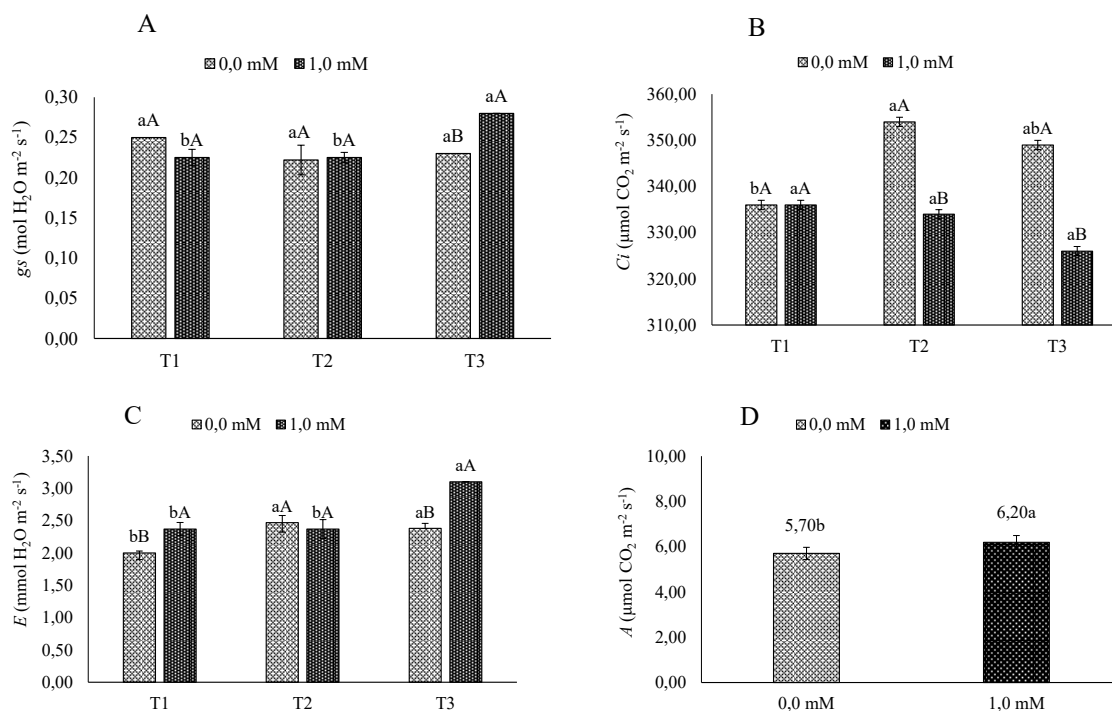 A
0,0 mM 1,0 mM
gs (mol H₂O m⁻² s⁻¹)
0,30
0,25
0,20
0,15
0,10
0,05
0,00
aA bA aA bA aB aA
T1 T2 T3
B
0,0 mM 1,0 mM
Ci (µmol CO₂ m⁻² s⁻¹)
360,00
350,00
340,00
330,00
320,00
310,00
bA aA aA aB abA aB
T1 T2 T3
C
0,0 mM 1,0 mM
E (mmol H₂O m⁻² s⁻¹)
3,50
3,00
2,50
2,00
1,50
1,00
0,50
0,00
bB bA aA bA aB aA
T1 T2 T3
D
0,0 mM 1,0 mM
A (µmol CO₂ m⁻² s⁻¹)
10,00
8,00
6,00
4,00
2,00
0,00
5,70b 6,20a
0,0 mM 1,0 mM